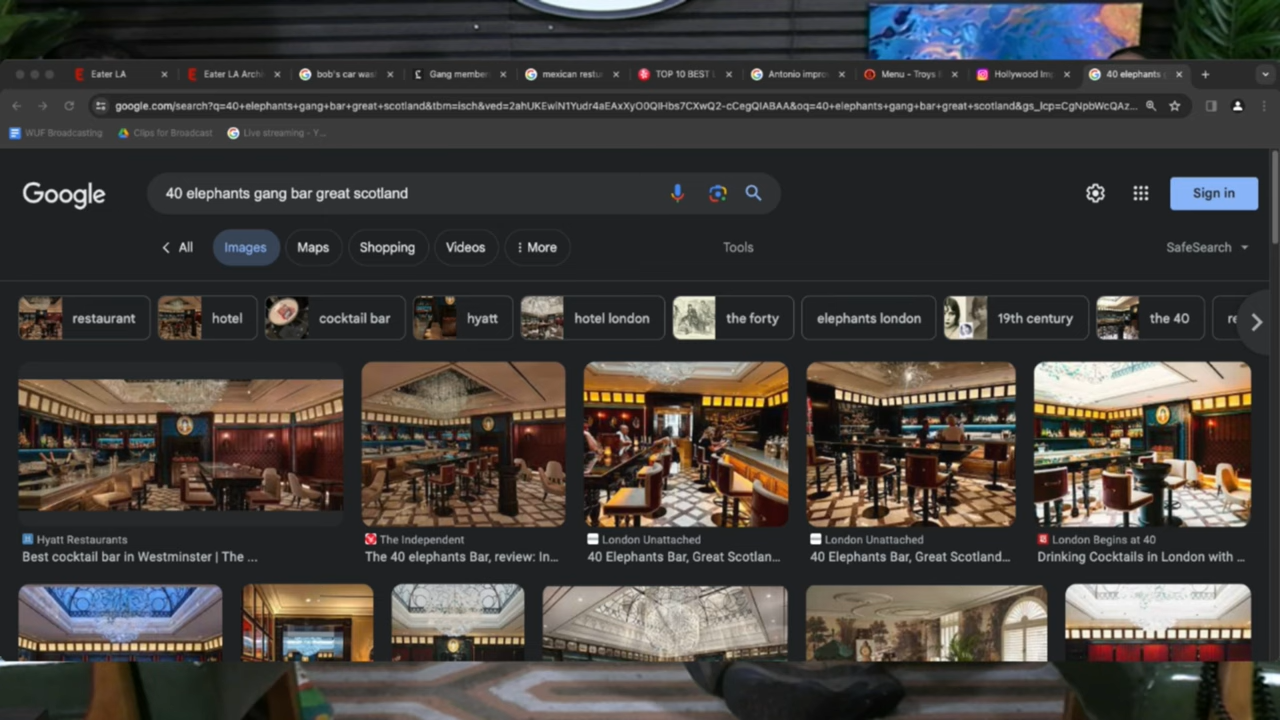 Eater LA
Eater LA Arch
bob's car was
Gang member
mexican restu
TOP 10 BEST
Antonio impro
Menu - Troys
Hollywood Im
40 elephants
google.com/search?q=40+elephants+gang+bar+great+scotland&tbm=isch&ved=2ahUKEwiN1Yudr4aEAxXyO0QIHbs7CXwQ2-cCegQIABAA&oq=40+elephants+gang+bar+great+scotland&gs_lcp=CgNpbWcQAz...
WUF Broadcasting
Clips for Broadcast
Live streaming - Y...
Google
40 elephants gang bar great scotland
Sign in
All
Images
Maps
Shopping
Videos
More
Tools
SafeSearch
restaurant
hotel
cocktail bar
hyatt
hotel london
the forty
elephants london
19th century
the 40
re
Hyatt Restaurants
Best cocktail bar in Westminster | The ...
The Independent
The 40 elephants Bar, review: In...
London Unattached
40 Elephants Bar, Great Scotlan...
London Unattached
40 Elephants Bar, Great Scotland...
London Begins at 40
Drinking Cocktails in London with ...